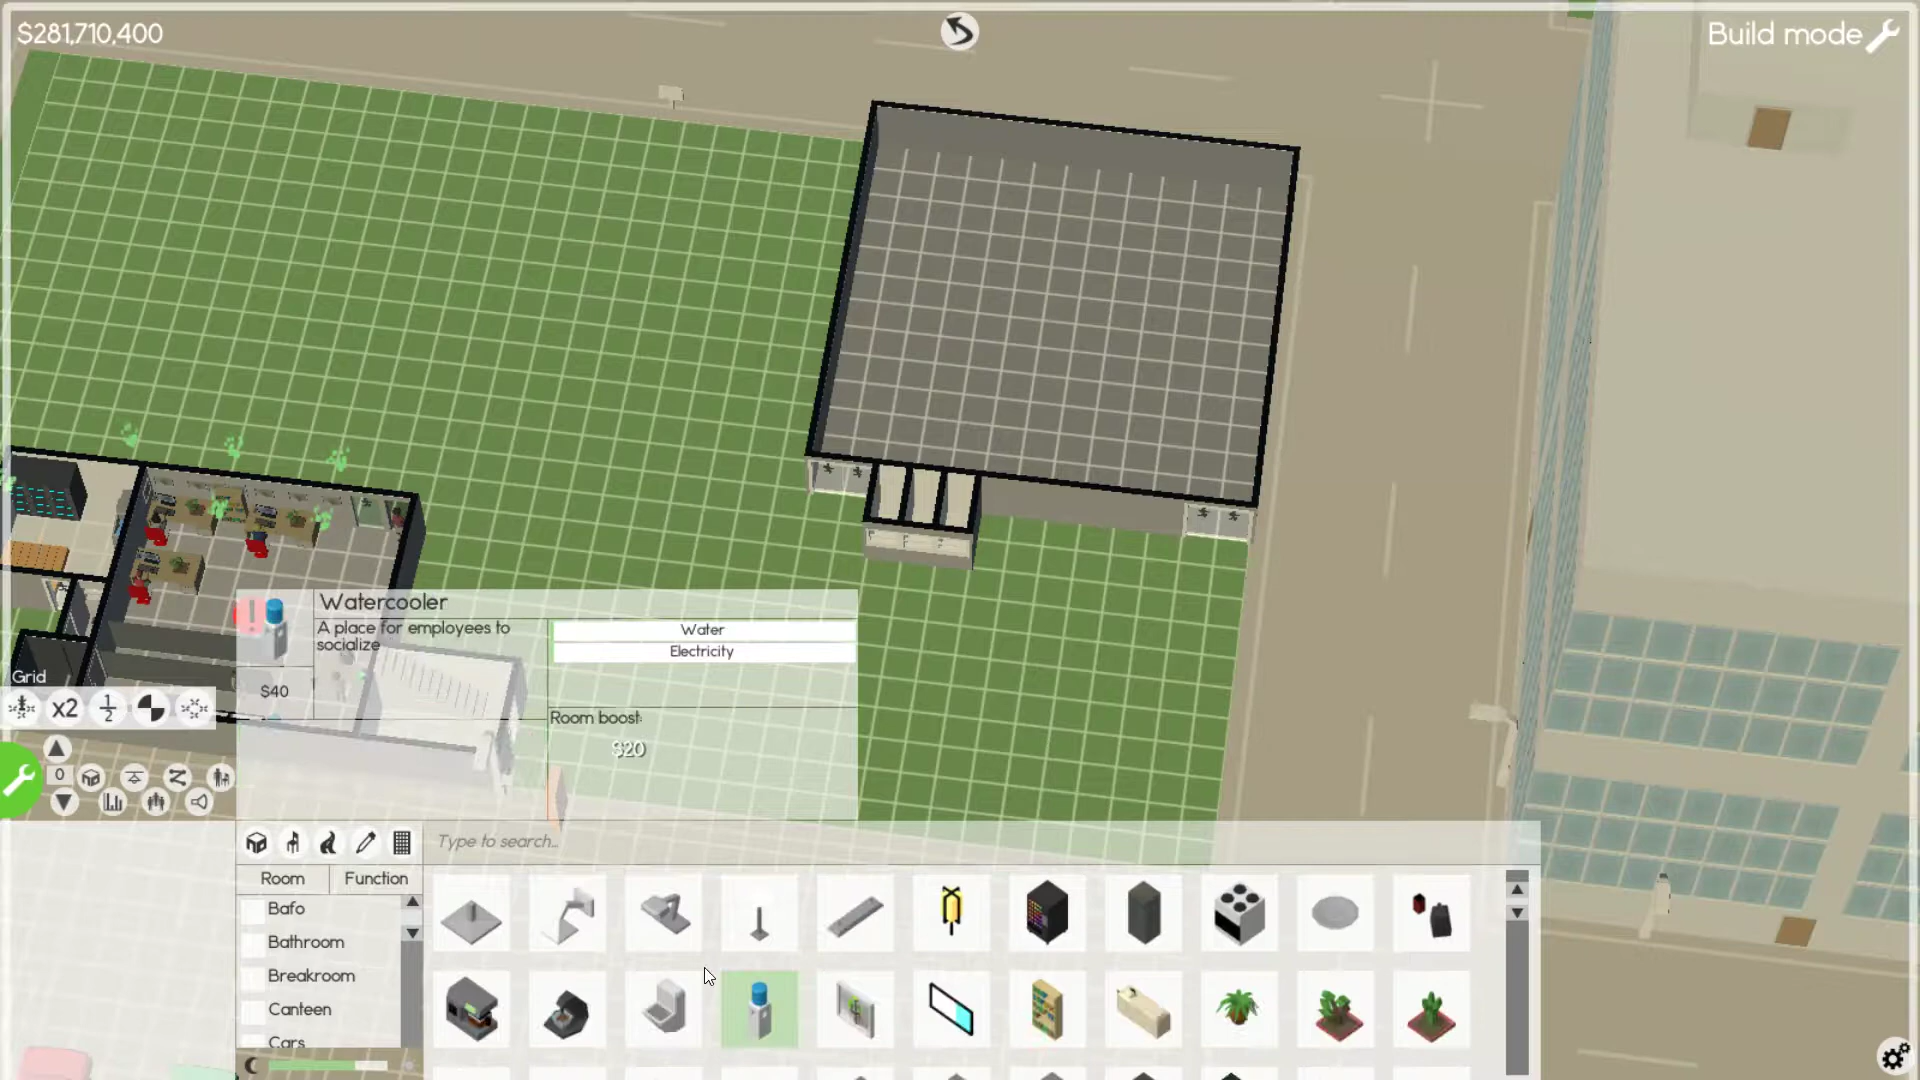 $281,710,400
Build mode
Watercooler
A place for employees to
socialize
Water
Electricity
$40
Room boost:
$20
Grid
x2
1
2
0
Type to search...
Room
Function
Bafo
Bathroom
Breakroom
Canteen
Cars